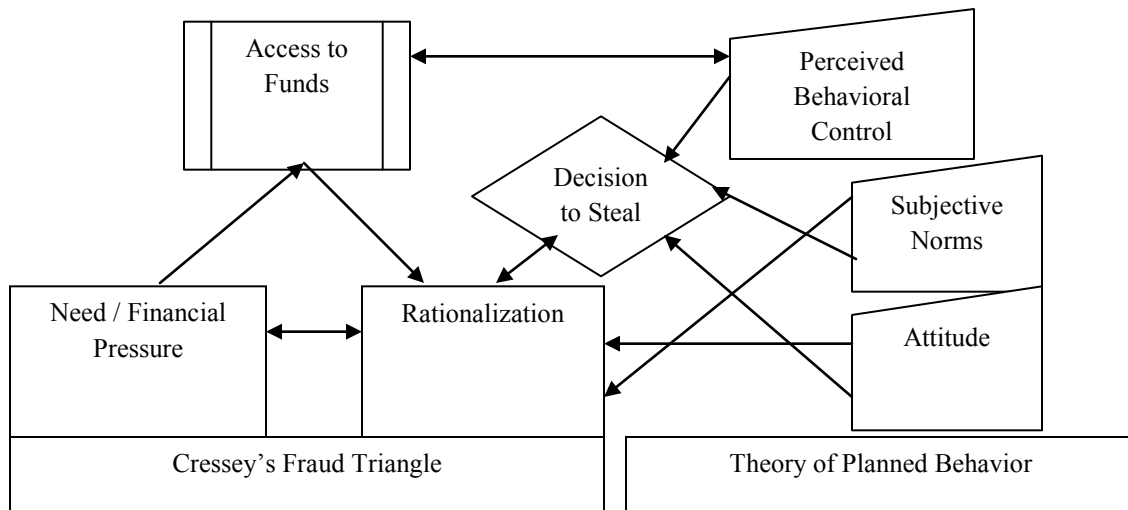 Access to
Funds
Perceived
Behavioral
Control
Decision
to Steal
Subjective
Norms
Need / Financial
Pressure
Rationalization
Attitude
Cressey’s Fraud Triangle
Theory of Planned Behavior